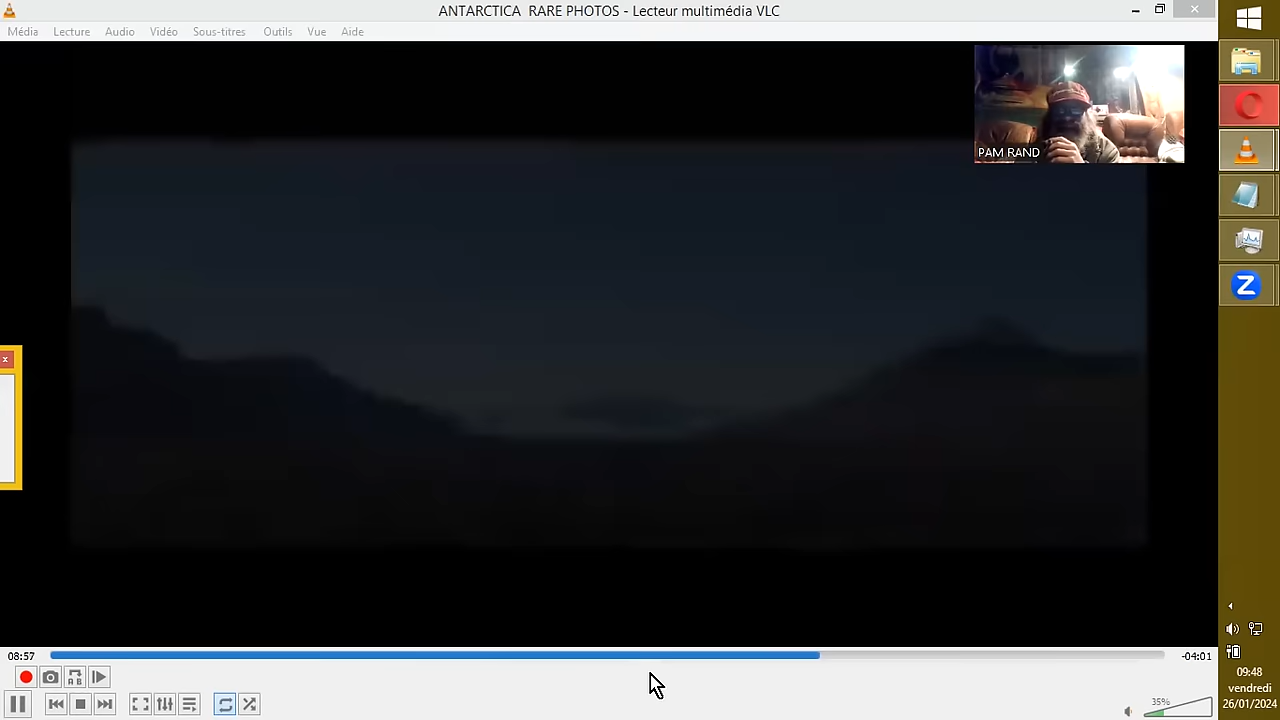 ANTARCTICA  RARE PHOTOS - Lecteur multimédia VLC
Média Lecture Audio Vidéo Sous-titres Outils Vue Aide
PAM RAND
08:57
-04:01
35%
09:48
vendredi
26/01/2024